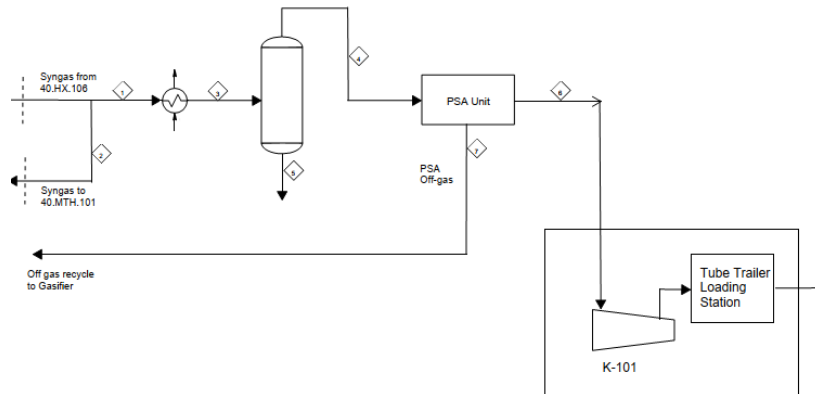 Syngas from
40.HX.106
1
3
4
PSA Unit
6
2
5
7
Syngas to
40.MTH.101
PSA
Off-gas
Off gas recycle
to Gasifier
Tube Trailer
Loading
Station
K-101